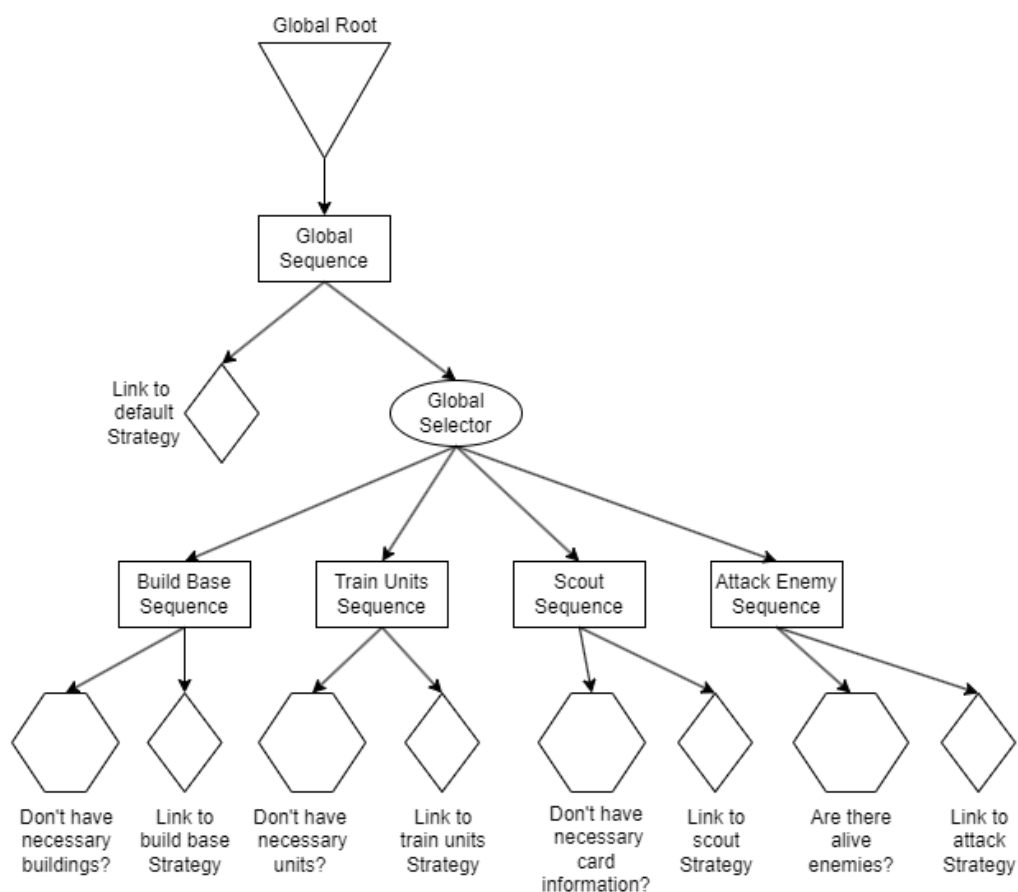 Global Root
Global
Sequence
Link to
default
Strategy
Global
Selector
Build Base
Sequence
Train Units
Sequence
Scout
Sequence
Attack Enemy
Sequence
Don't have
necessary
buildings?
Link to
build base
Strategy
Don't have
necessary
units?
Link to
train units
Strategy
Don't have
necessary
card
information?
Link to
scout
Strategy
Are there
alive
enemies?
Link to
attack
Strategy